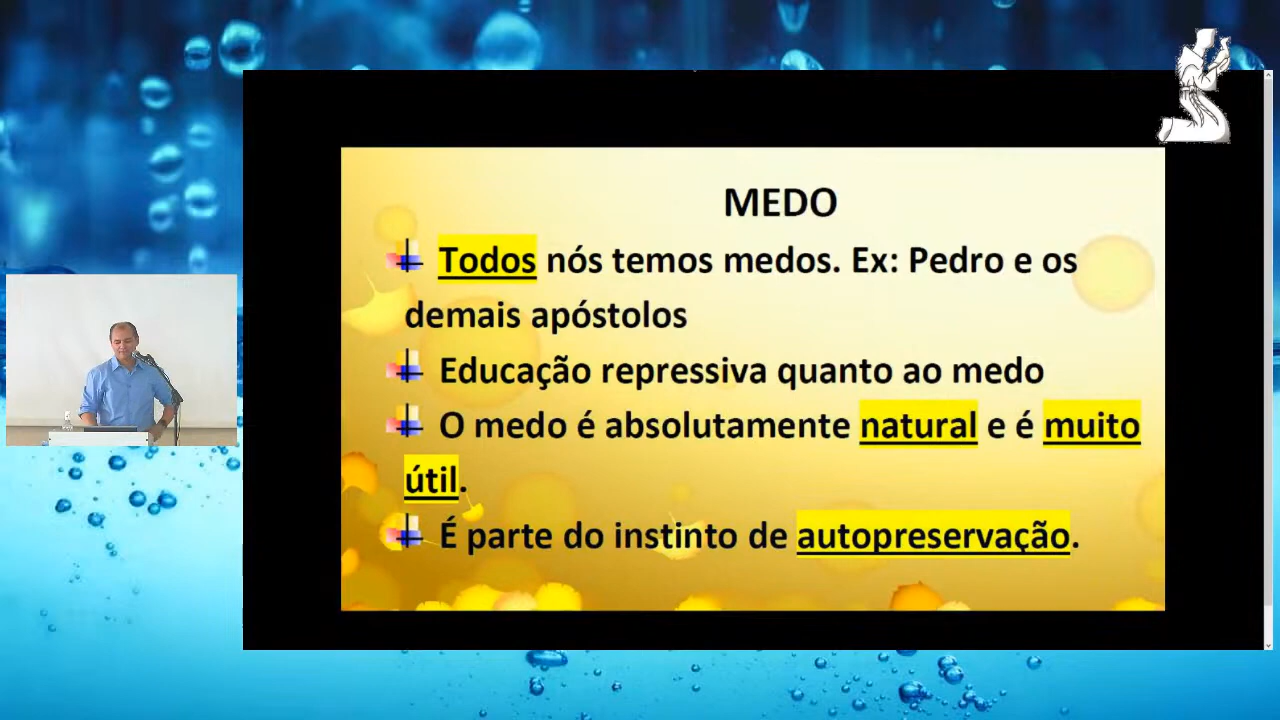 MEDO
Todos nós temos medos. Ex: Pedro e os
demais apóstolos
Educação repressiva quanto ao medo
O medo é absolutamente natural e é muito
útil.
É parte do instinto de autopreservação.